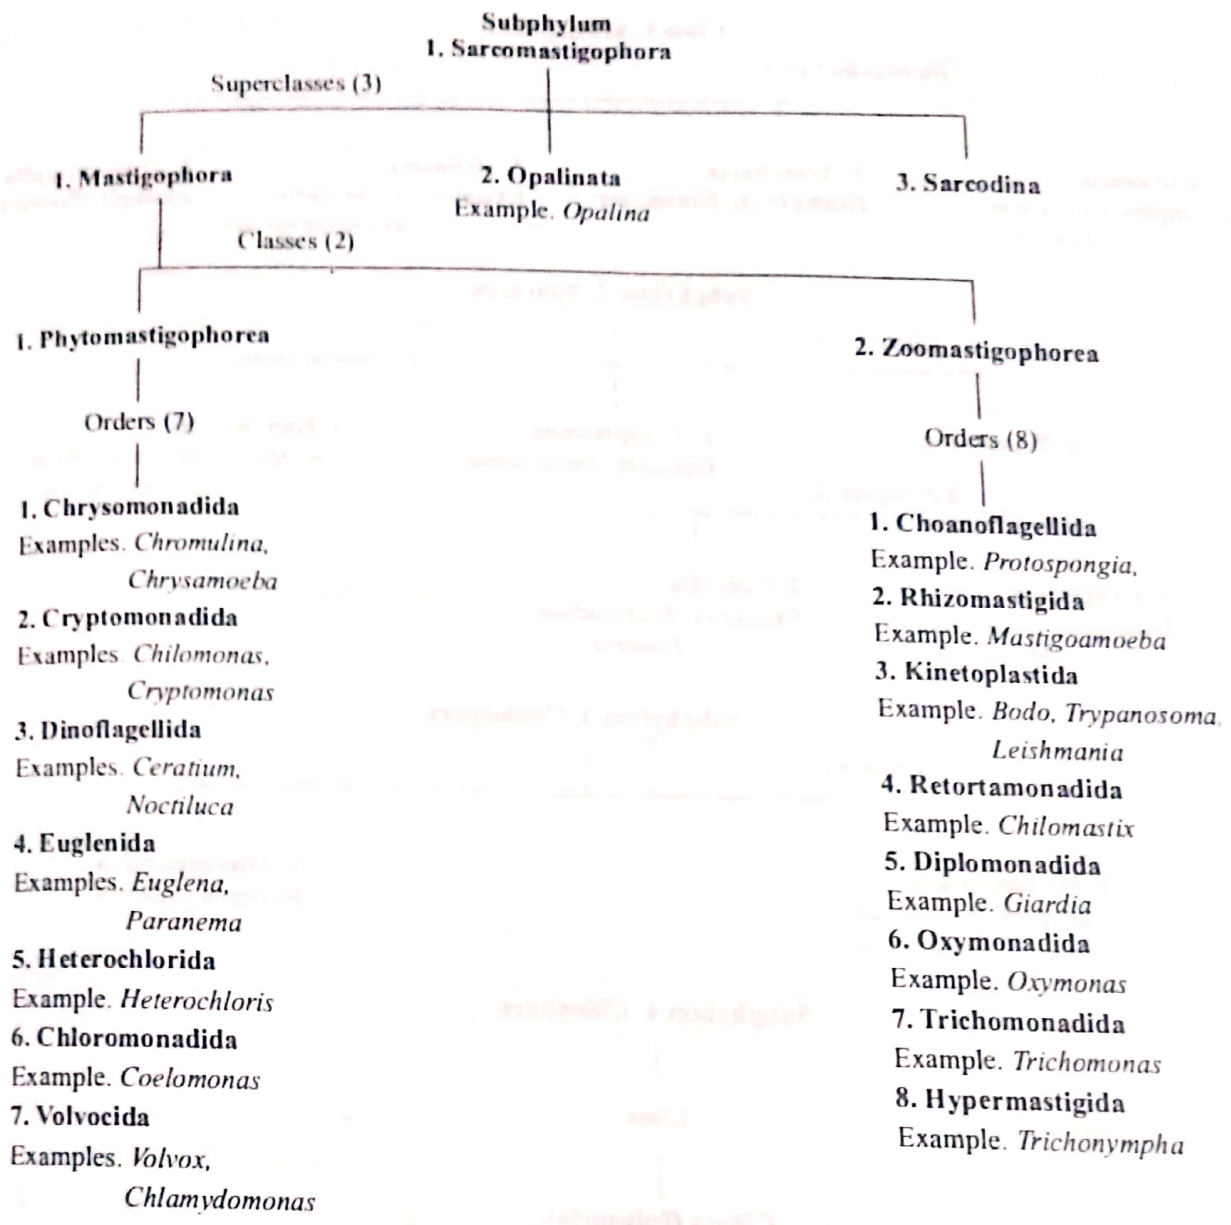 Subphylum
1. Sarcomastigophora
Superclasses (3)
1. Mastigophora
2. Opalinata
Example. Opalina
3. Sarcodina
Classes (2)
1. Phytomastigophorea
Orders (7)
1. Chrysomonadida
Examples. Chromulina,
Chrysamoeba
2. Cryptomonadida
Examples. Chilomonas,
Cryptomonas
3. Dinoflagellida
Examples. Ceratium,
Noctiluca
4. Euglenida
Examples. Euglena,
Paranema
5. Heterochlorida
Example. Heterochloris
6. Chloromonadida
Example. Coelomonas
7. Volvocida
Examples. Volvox,
Chlamydomonas
2. Zoomastigophorea
Orders (8)
1. Choanoflagellida
Example. Protospongia,
2. Rhizomastigida
Example. Mastigoamoeba
3. Kinetoplastida
Example. Bodo, Trypanosoma,
Leishmania
4. Retortamonadida
Example. Chilomastix
5. Diplomonadida
Example. Giardia
6. Oxymonadida
Example. Oxymonas
7. Trichomonadida
Example. Trichomonas
8. Hypermastigida
Example. Trichonympha